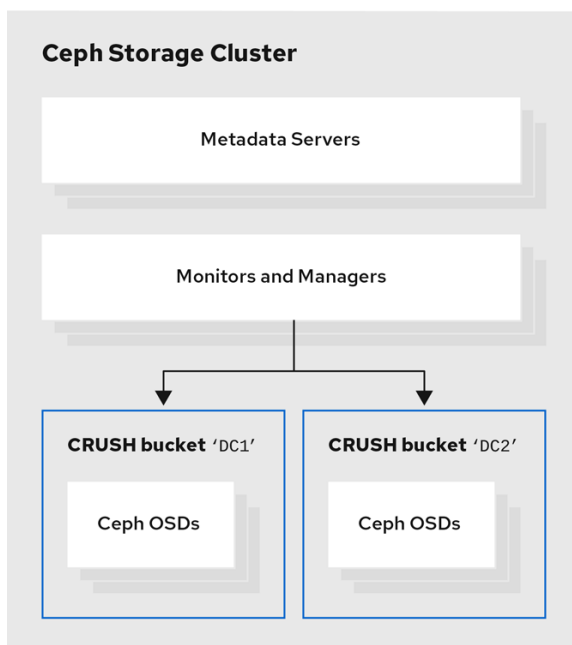 Ceph Storage Cluster
Metadata Servers
Monitors and Managers
CRUSH bucket ‘DC1’
Ceph OSDs
CRUSH bucket ‘DC2’
Ceph OSDs